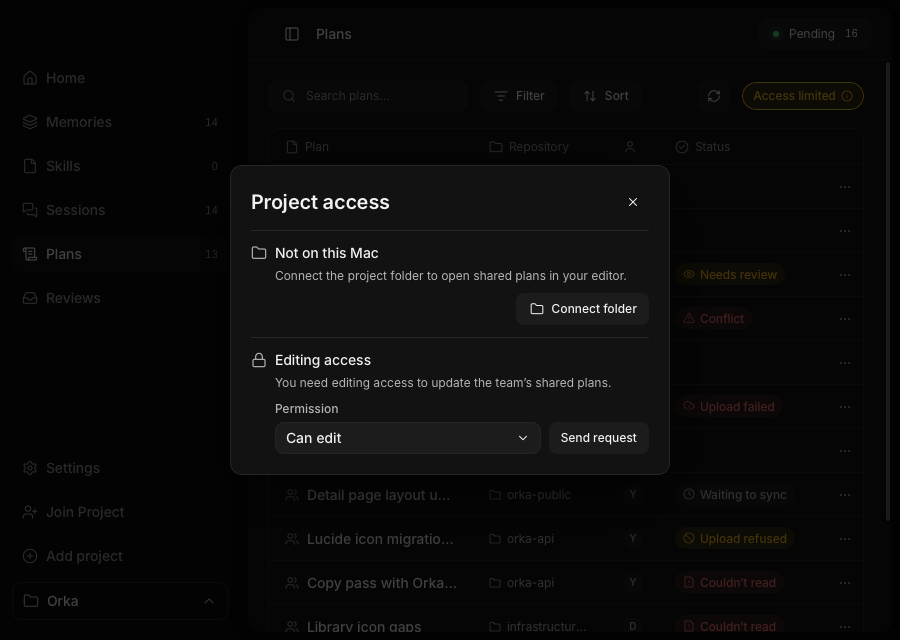 Plans
Pending 16
Home
Memories 14
Skills 0
Sessions 14
Plans 13
Reviews
Settings
Join Project
Add project
Orka
Search plans...
Filter
Sort
Access limited
Plan Repository Status
Needs review
Conflict
Upload failed
Project access
Not on this Mac
Connect the project folder to open shared plans in your editor.
Connect folder
Editing access
You need editing access to update the team’s shared plans.
Permission
Can edit
Send request
Detail page layout u... orka-public Y Waiting to sync
Lucide icon migratio... orka-api Y Upload refused
Copy pass with Orka... orka-api Y Couldn't read
Library icon gaps infrastructur... D Couldn't read